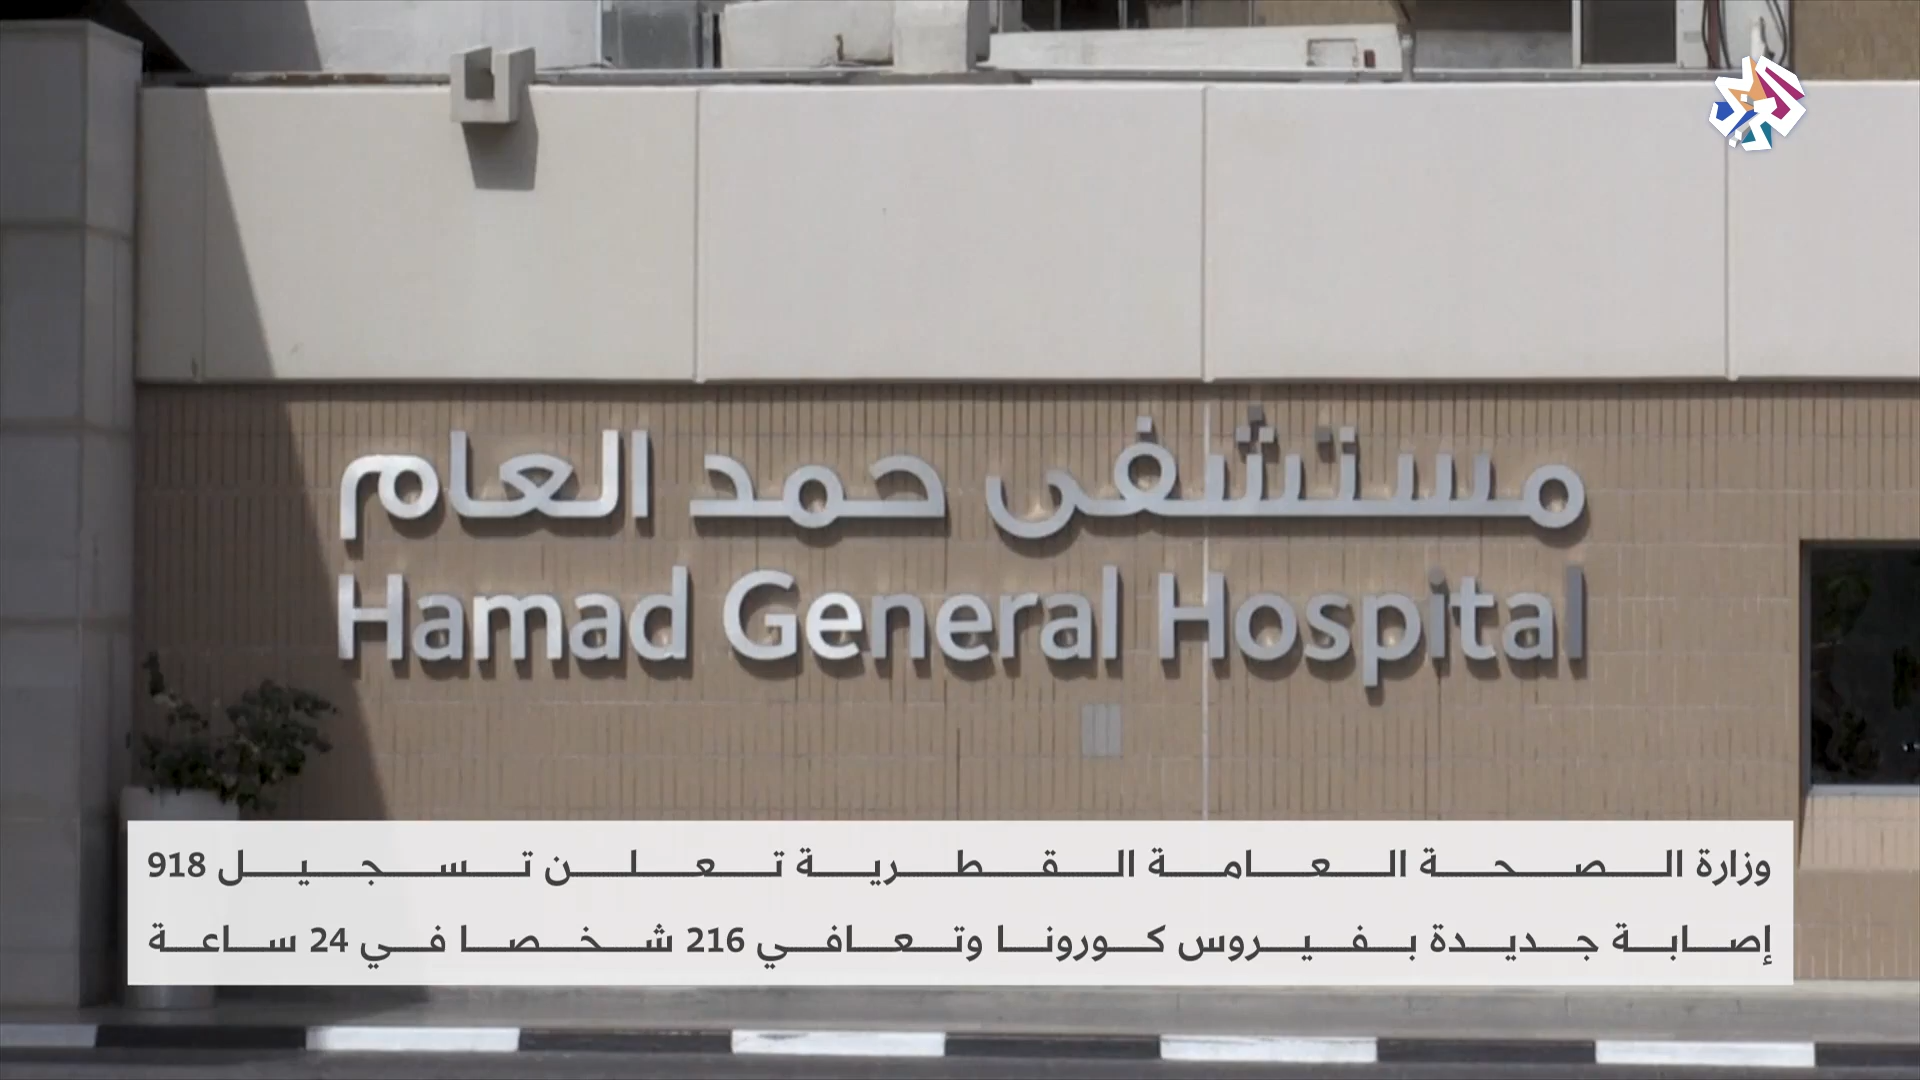 مستشفى حمد العام
Hamad General Hospital
وزارة الصحة العامة القطرية تعلن تسجيل 918
إصابة جديدة بفيروس كورونا وتعافي 216 شخصا في 24 ساعة